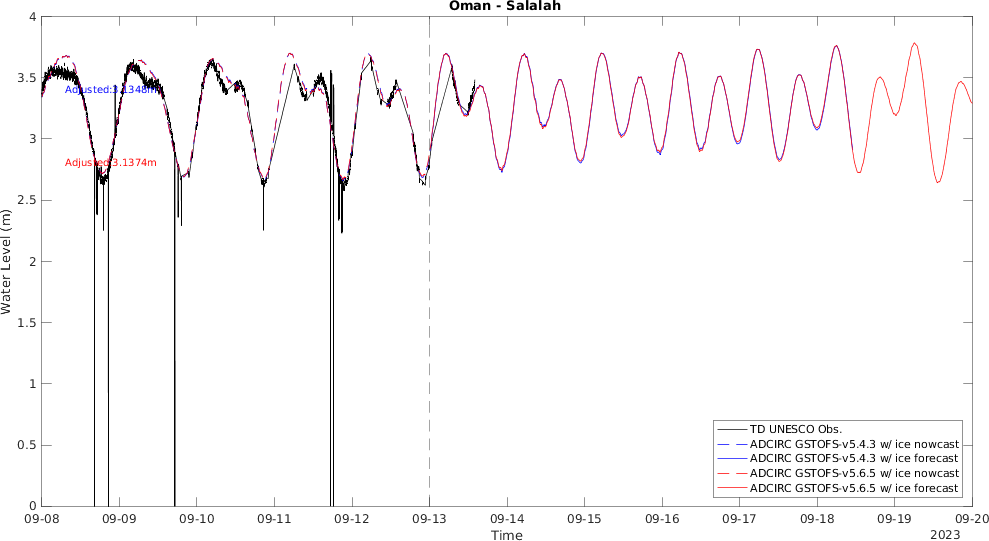 Oman - Salalah
4
3.5
3
2.5
2
1.5
1
0.5
0
Water Level (m)
Adjusted:3.1348m
Adjusted:3.1374m
TD UNESCO Obs.
ADCIRC GSTOFS-v5.4.3 w/ ice nowcast
ADCIRC GSTOFS-v5.4.3 w/ ice forecast
ADCIRC GSTOFS-v5.6.5 w/ ice nowcast
ADCIRC GSTOFS-v5.6.5 w/ ice forecast
09-08 09-09 09-10 09-11 09-12 09-13 09-14 09-15 09-16 09-17 09-18 09-19 09-20
Time
2023